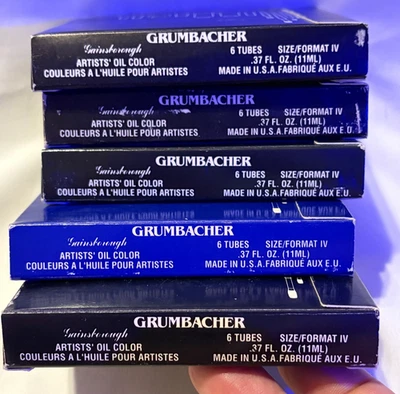 GRUMBACHER
Gainsborough 6 TUBES SIZE/FORMAT IV
ARTISTS' OIL COLOR .37 FL. OZ. (11ML)
COULEURS A L'HUILE POUR ARTISTES MADE IN U.S.A.FABRIQUÉ AUX E.U.
GRUMBACHER
Gainsborough 6 TUBES SIZE/FORMAT IV
ARTISTS' OIL COLOR .37 FL. OZ. (11ML)
COULEURS A L'HUILE POUR ARTISTES MADE IN U.S.A.FABRIQUÉ AUX E.U.
GRUMBACHER
Gainsborough 6 TUBES SIZE/FORMAT IV
ARTISTS' OIL COLOR .37 FL. OZ. (11ML)
COULEURS A L'HUILE POUR ARTISTES MADE IN U.S.A.FABRIQUÉ AUX E.U.
GRUMBACHER
Gainsborough 6 TUBES SIZE/FORMAT IV
ARTISTS' OIL COLOR .37 FL. OZ. (11ML)
COULEURS A L'HUILE POUR ARTISTES MADE IN U.S.A.FABRIQUÉ AUX E.U.
GRUMBACHER
Gainsborough 6 TUBES SIZE/FORMAT IV
ARTISTS' OIL COLOR .37 FL. OZ. (11ML)
COULEURS A L'HUILE POUR ARTISTES MADE IN U.S.A.FABRIQUÉ AUX E.U.